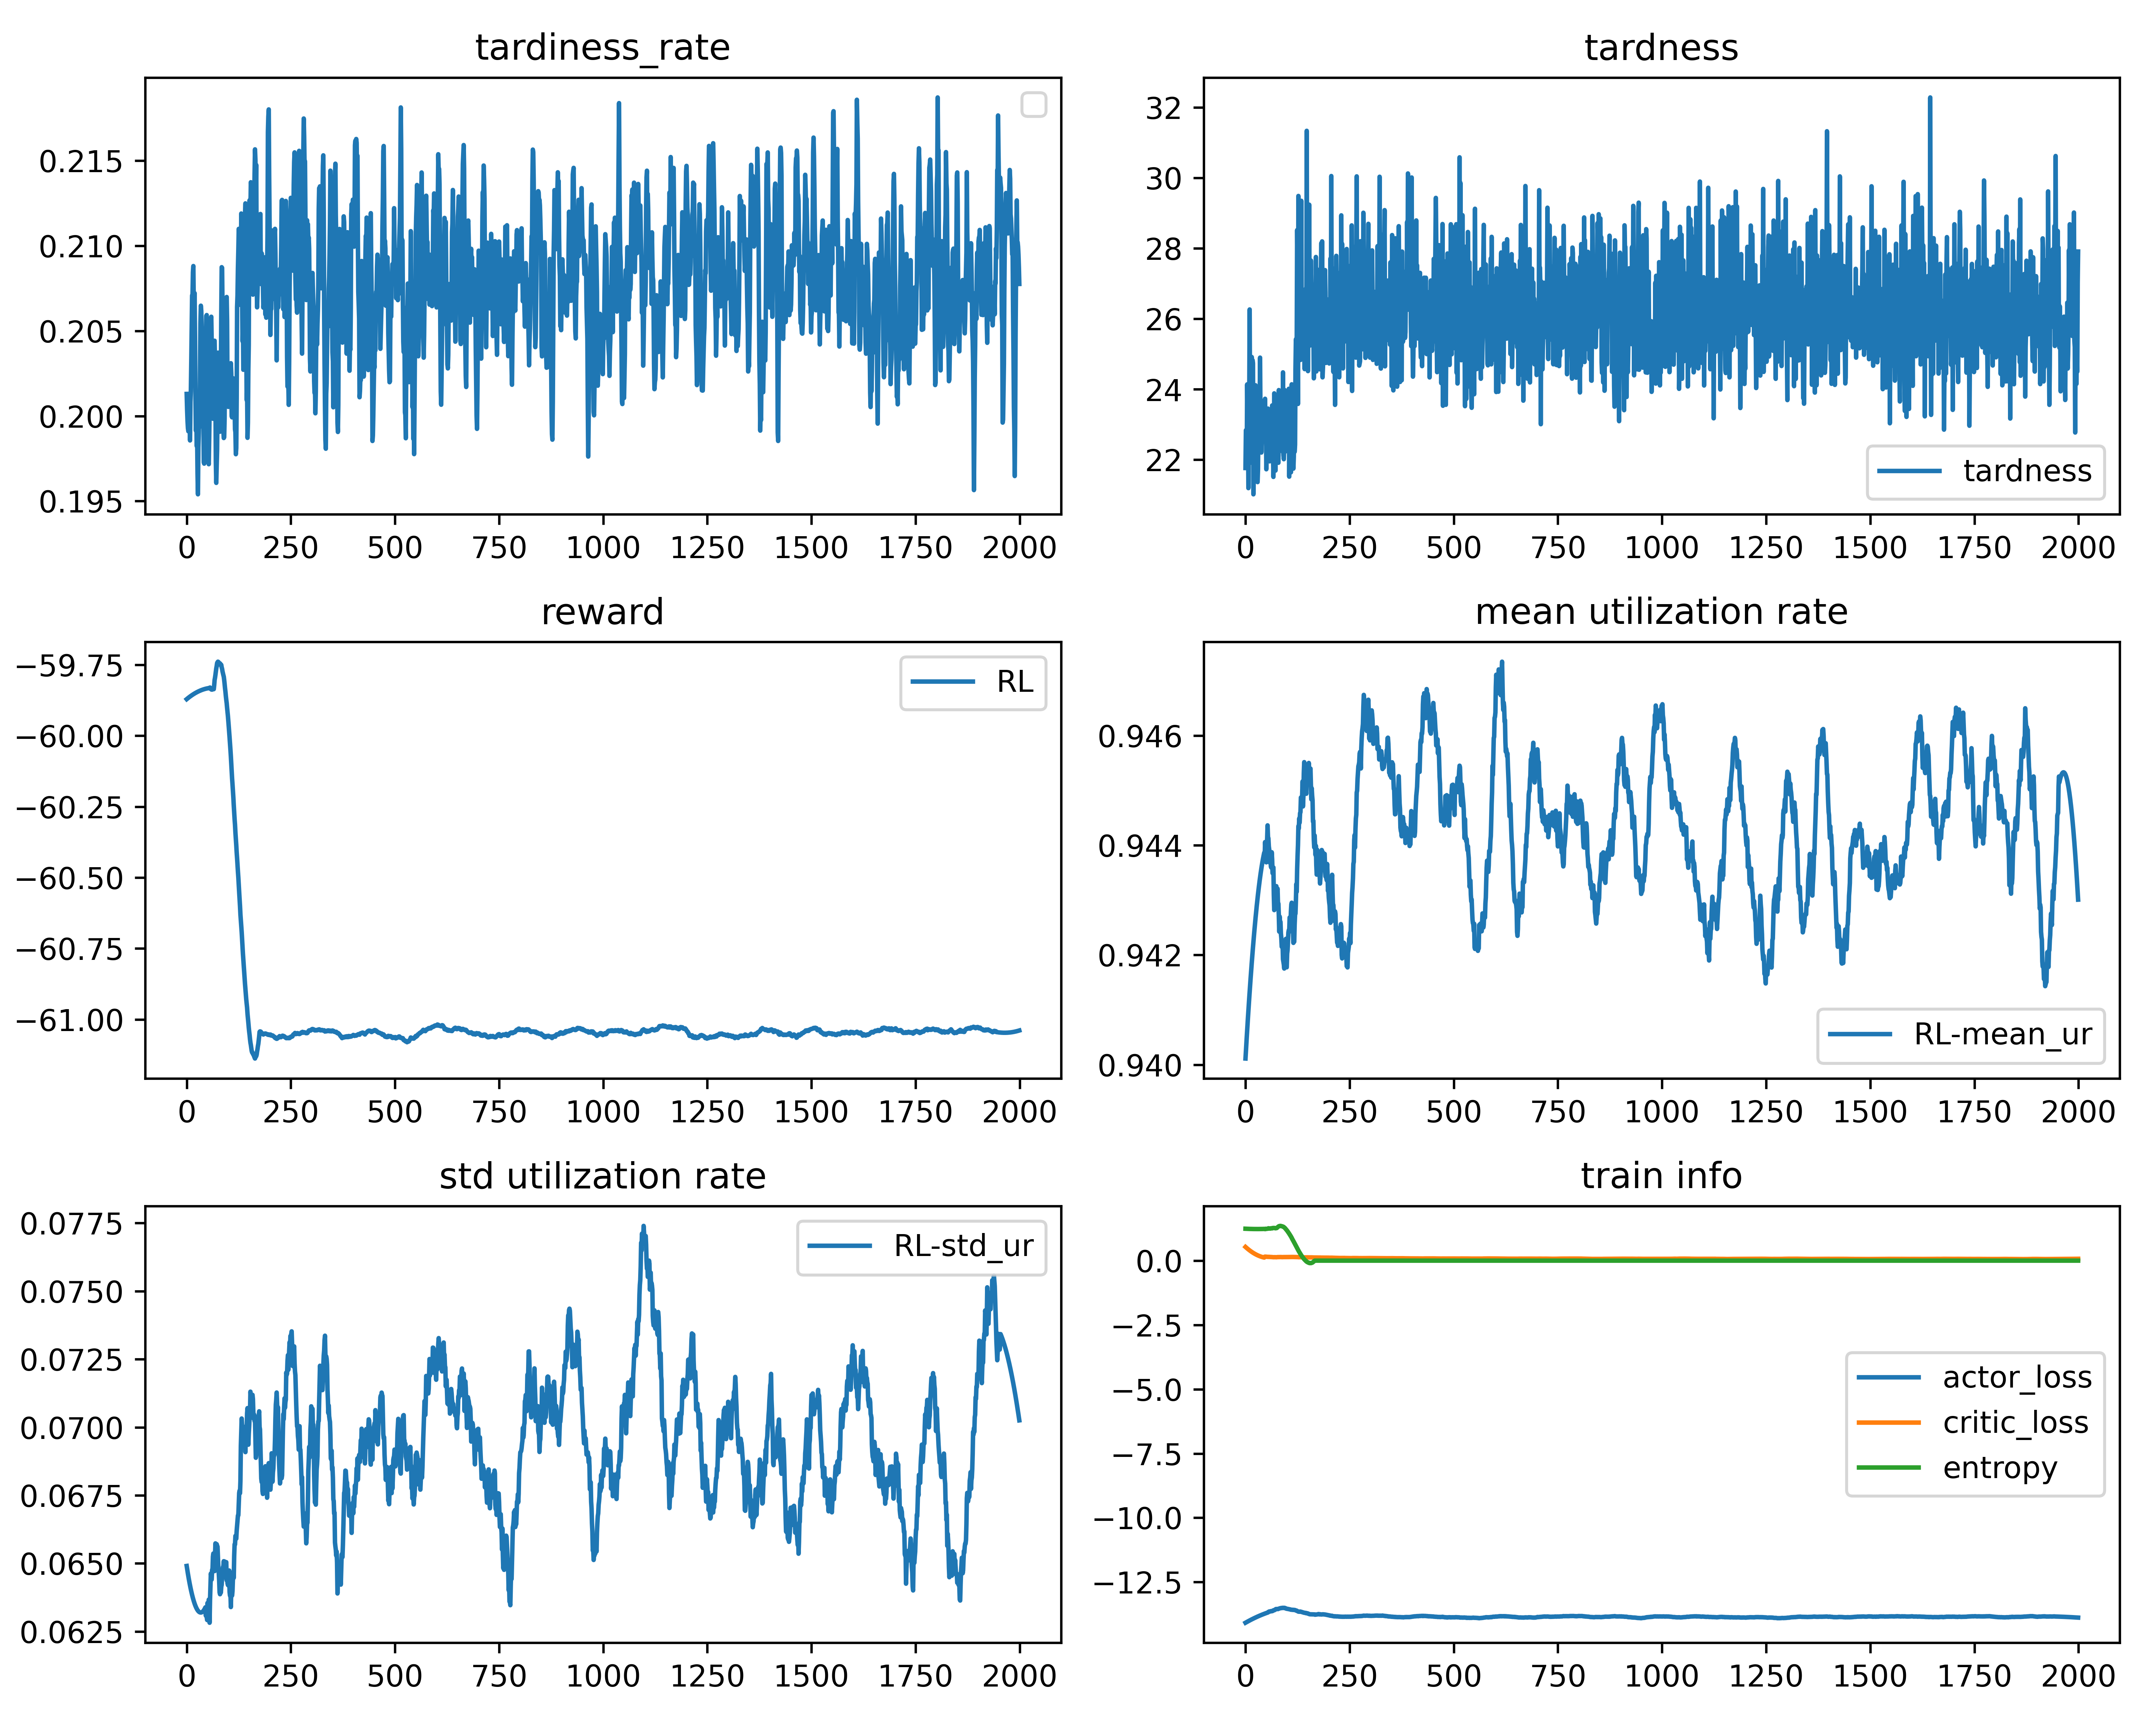 tardiness_rate
0.215
0.210
0.205
0.200
0.195
0 250 500 750 1000 1250 1500 1750 2000
tardness
32
30
28
26
24
22
tardness
0 250 500 750 1000 1250 1500 1750 2000
reward
−59.75
−60.00
−60.25
−60.50
−60.75
−61.00
RL
0 250 500 750 1000 1250 1500 1750 2000
mean utilization rate
0.946
0.944
0.942
0.940
RL-mean_ur
0 250 500 750 1000 1250 1500 1750 2000
std utilization rate
0.0775
0.0750
0.0725
0.0700
0.0675
0.0650
0.0625
RL-std_ur
0 250 500 750 1000 1250 1500 1750 2000
train info
0.0
−2.5
−5.0
−7.5
−10.0
−12.5
actor_loss
critic_loss
entropy
0 250 500 750 1000 1250 1500 1750 2000